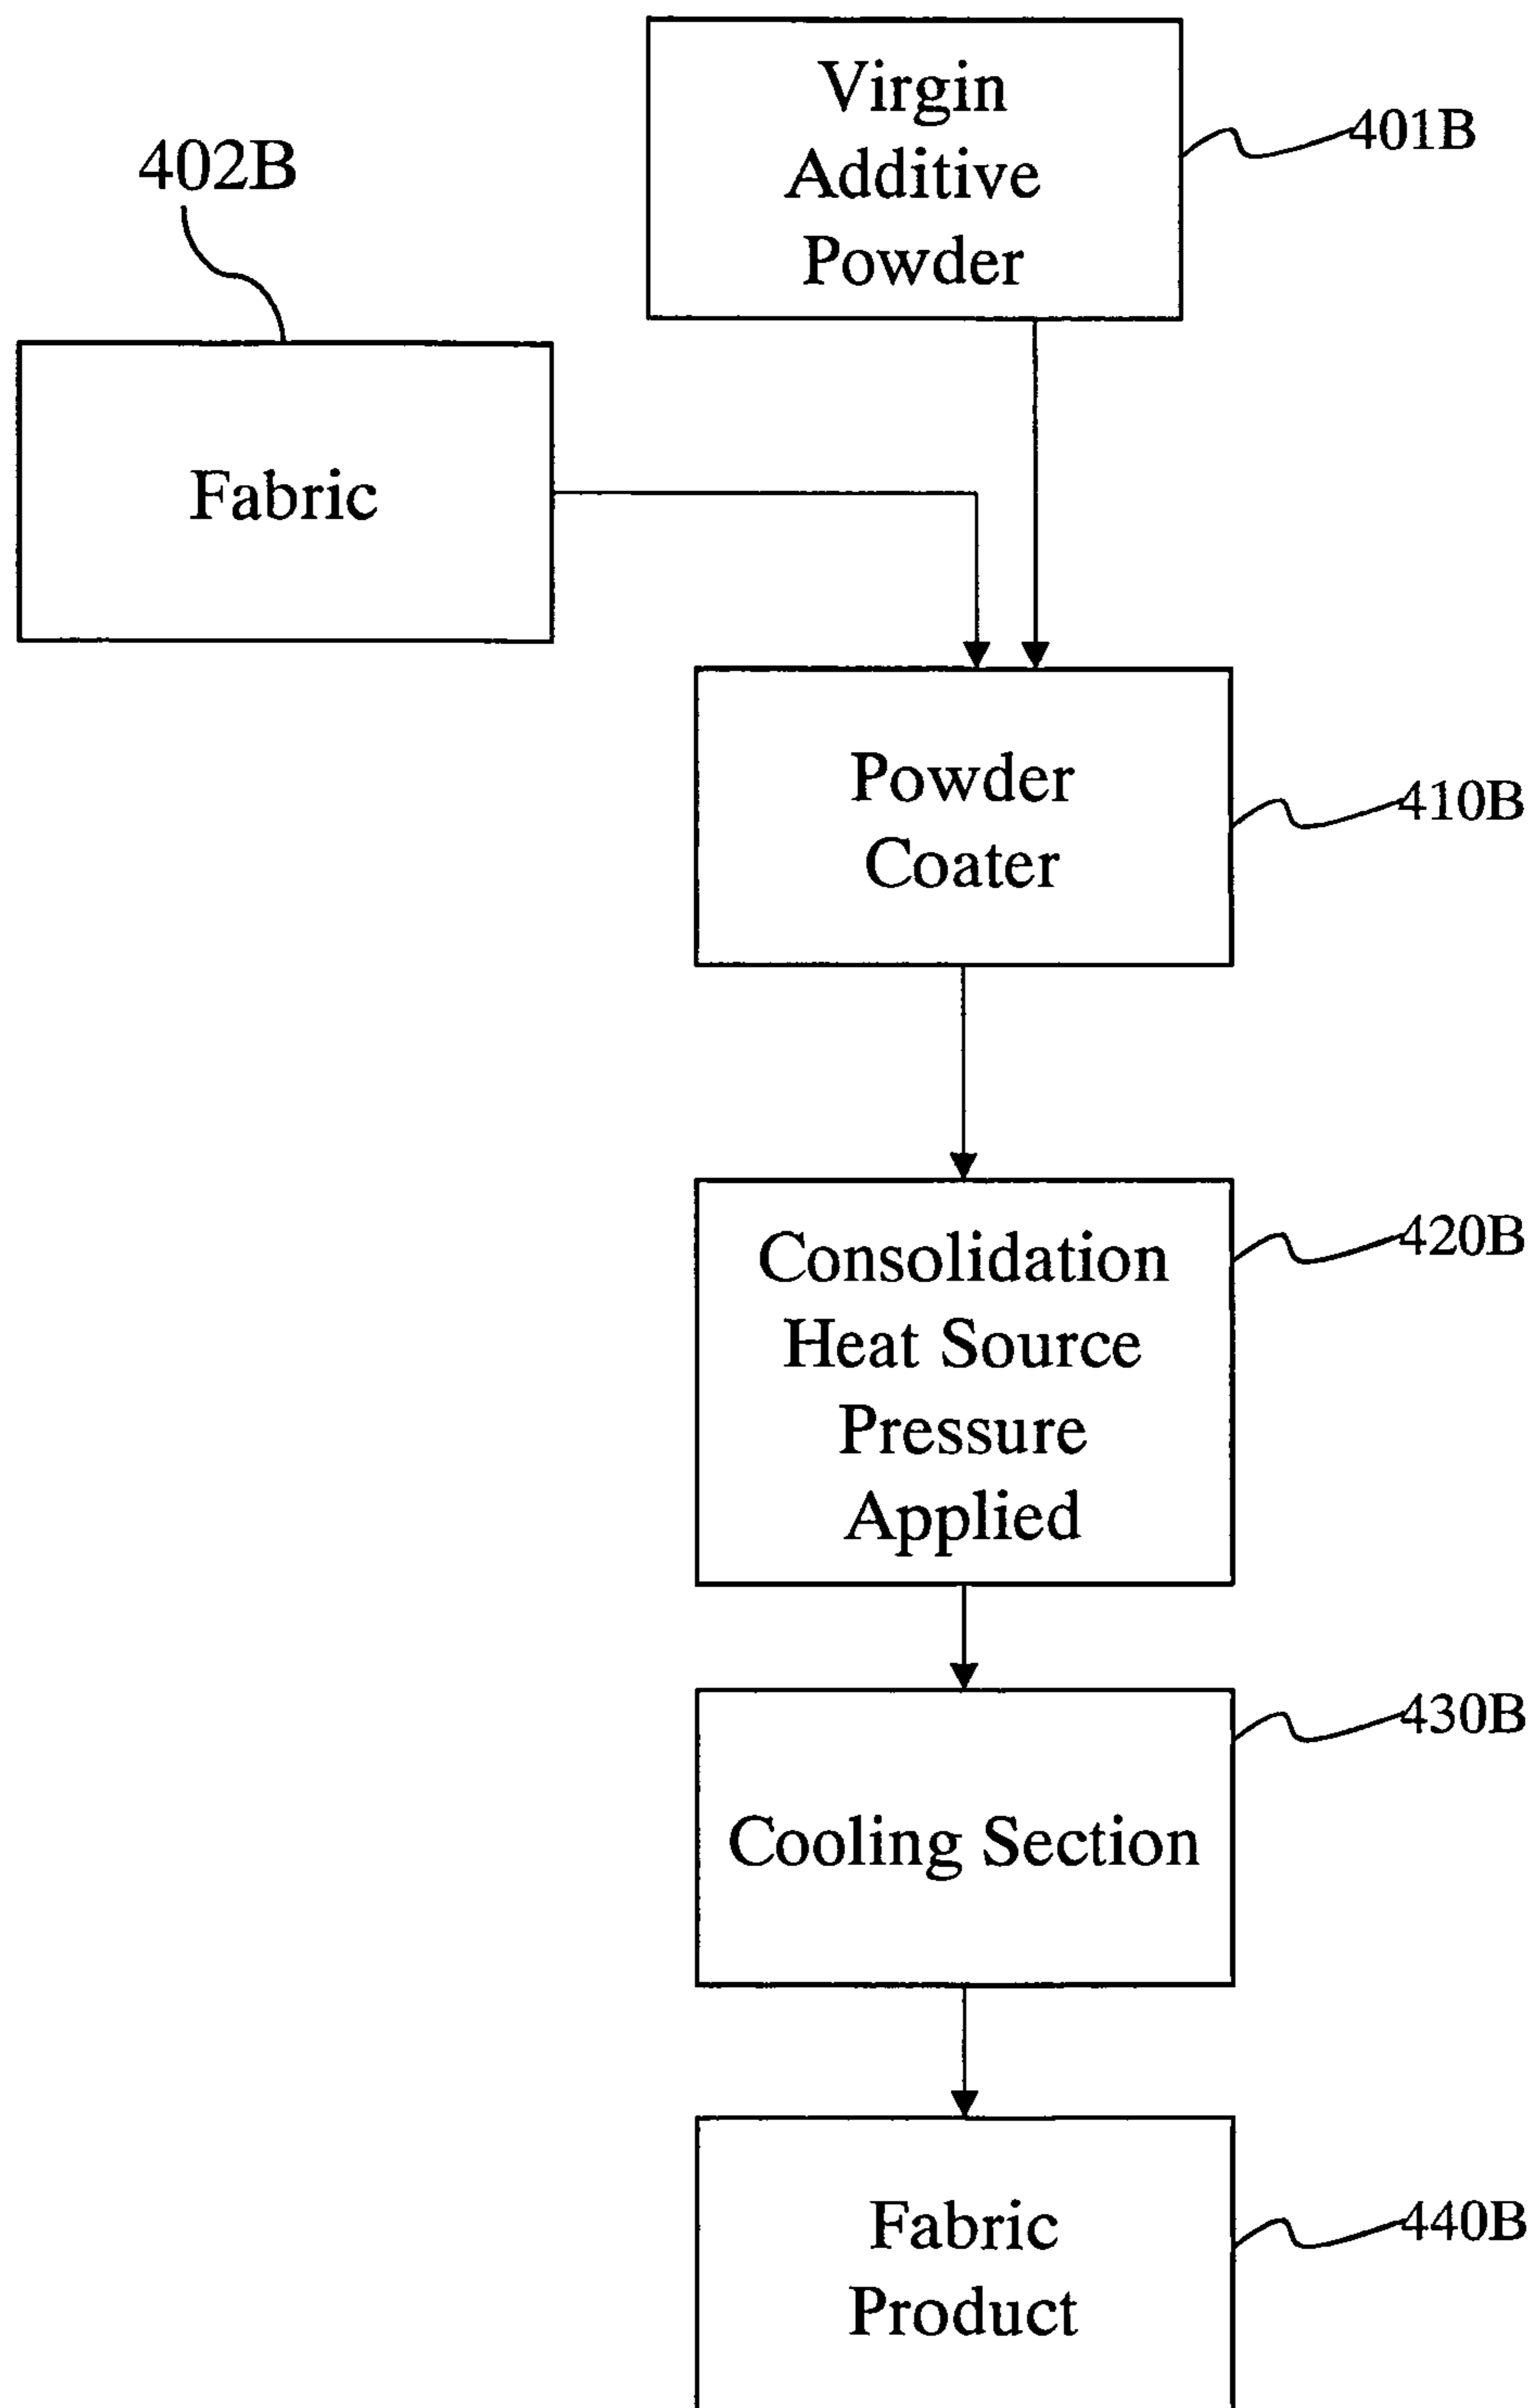 Virgin
Additive
Powder
401B
402B
Fabric
Powder
Coater
410B
Consolidation
Heat Source
Pressure
Applied
420B
430B
Cooling Section
Fabric
Product
440B